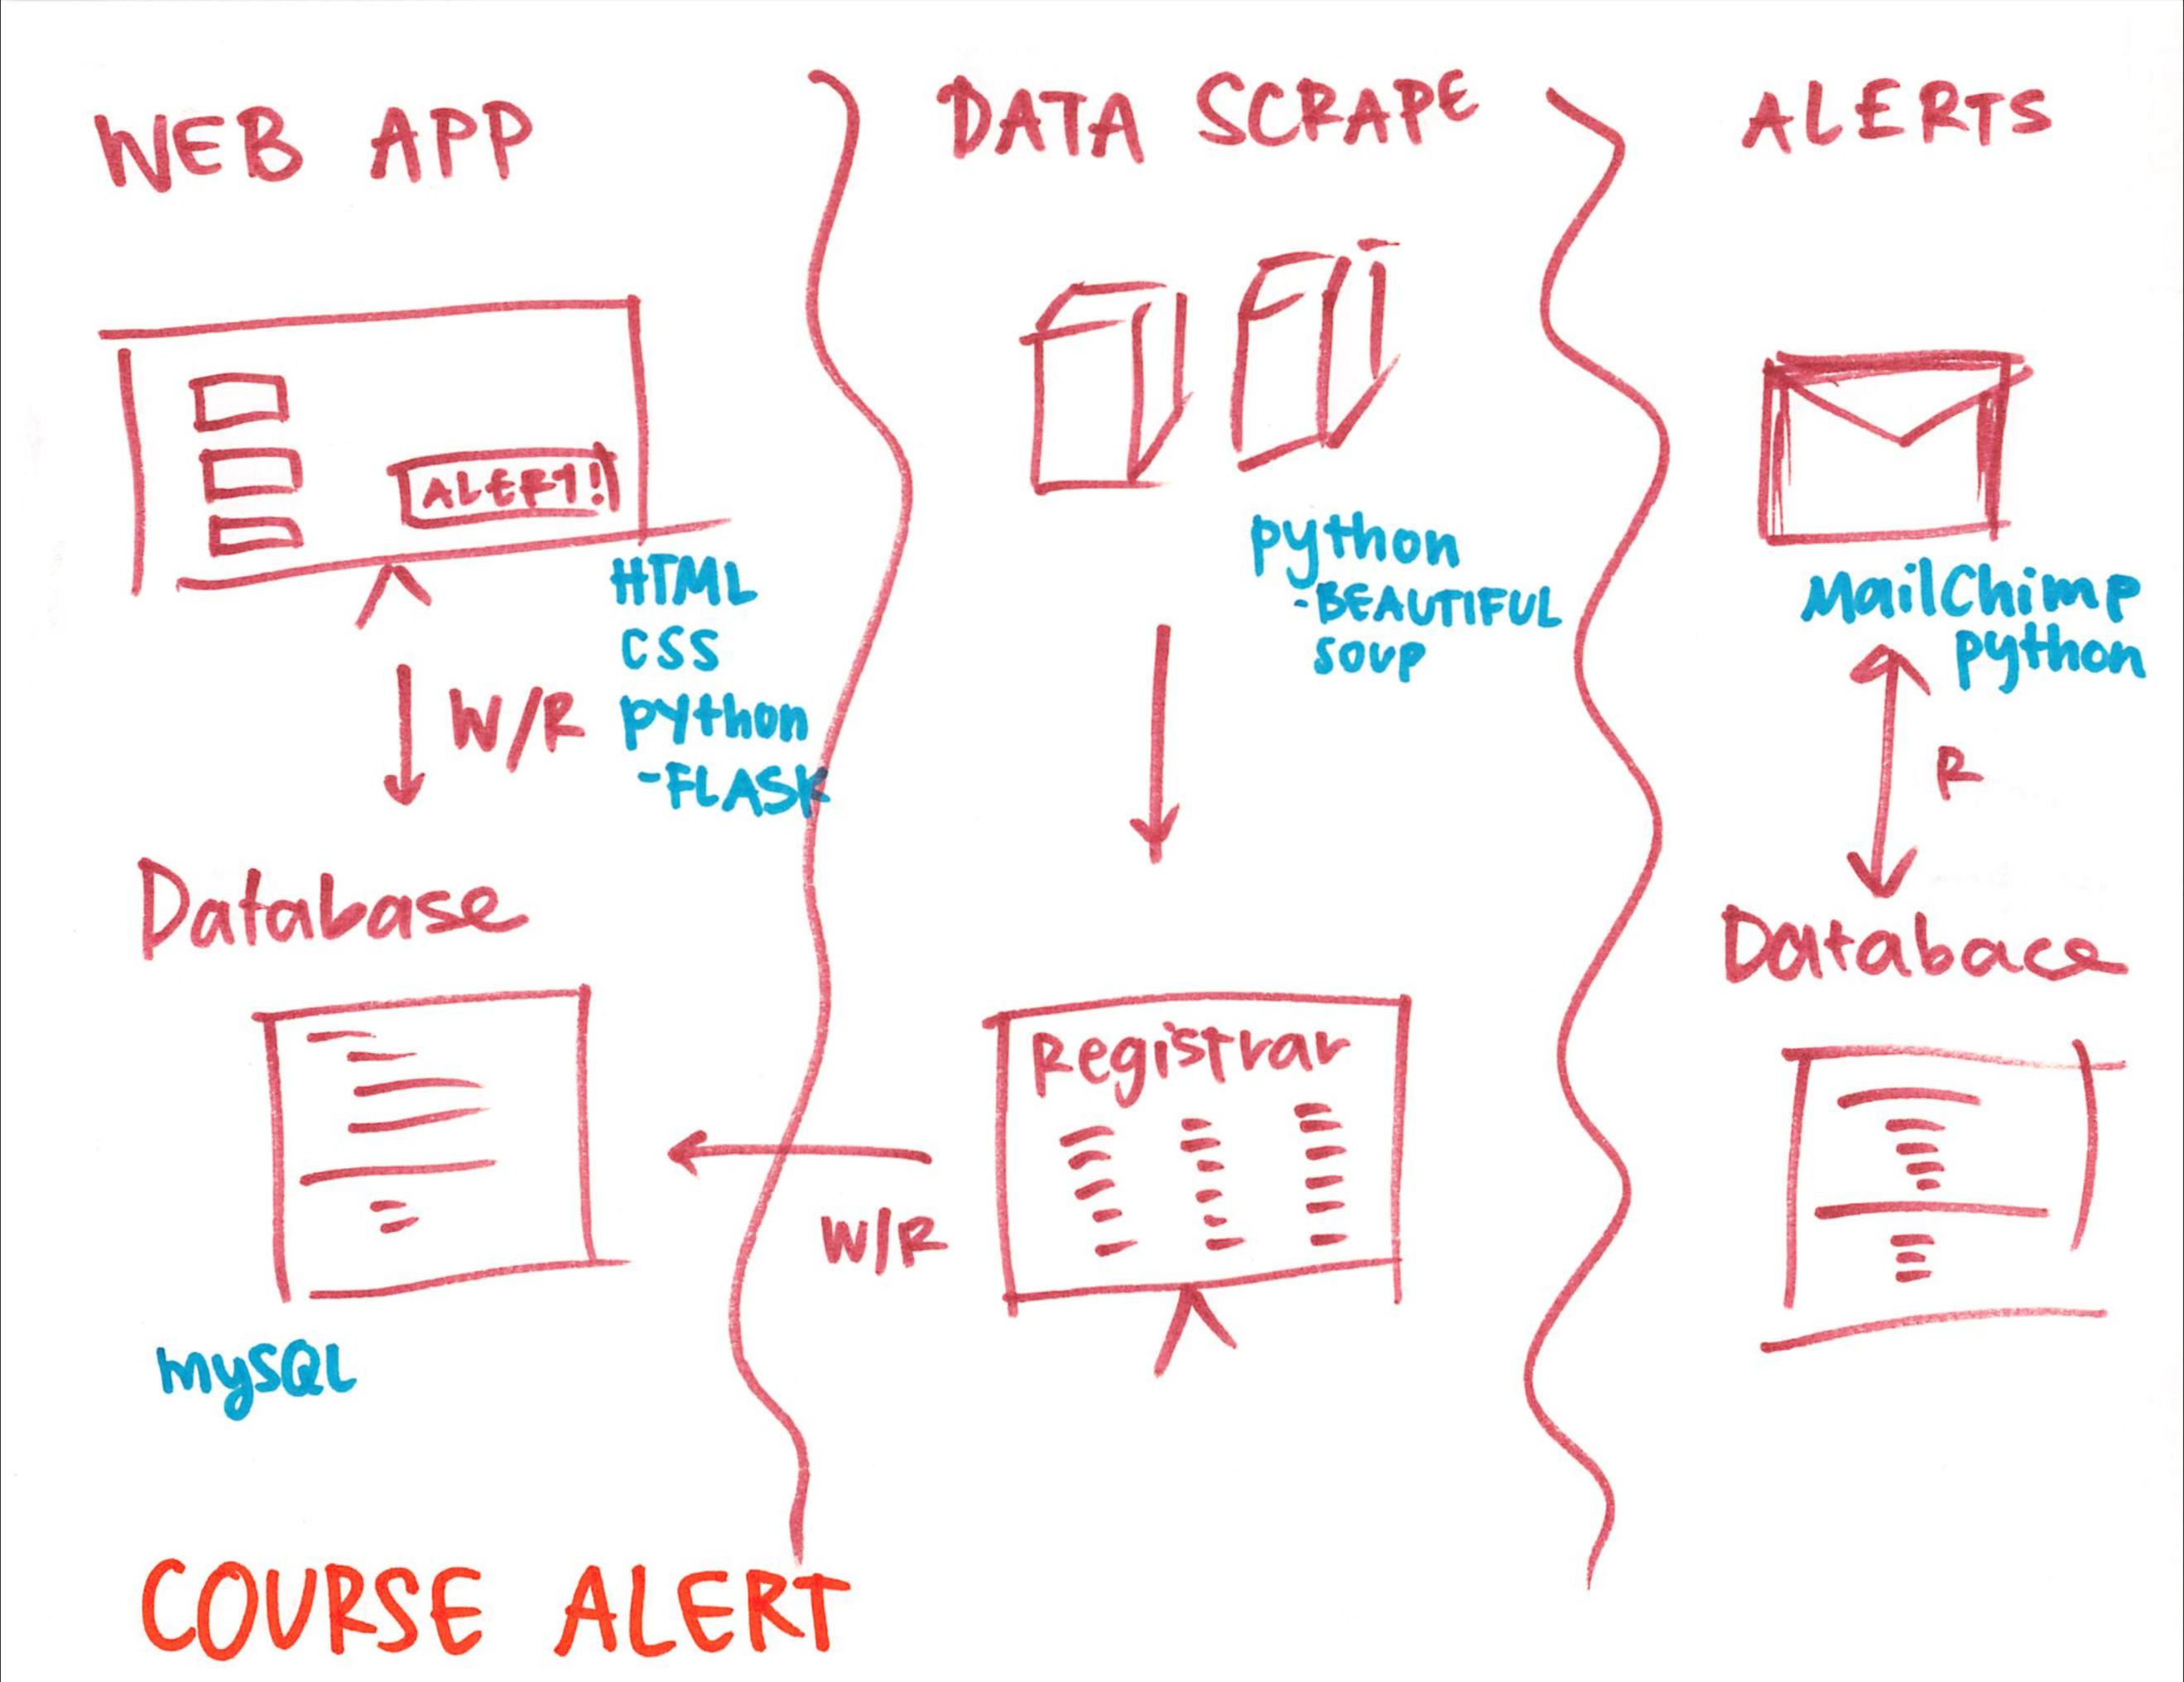 WEB APP
ALERT!
HTML
CSS
python
-FLASK
W/R
Database
mySQL
DATA SCRAPE
python
-BEAUTIFUL
SOUP
Registrar
W/R
ALERTS
MailChimp
python
R
Database
COURSE ALERT